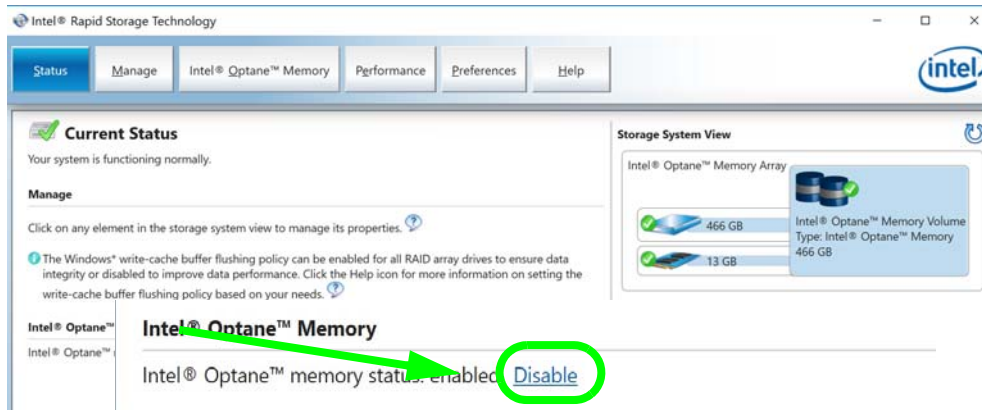 Intel® Rapid Storage Technology
Status
Manage
Intel® Optane™ Memory
Performance
Preferences
Help
intel
Current Status
Your system is functioning normally.
Manage
Click on any element in the storage system view to manage its properties.
The Windows* write-cache buffer flushing policy can be enabled for all RAID array drives to ensure data
integrity or disabled to improve data performance. Click the Help icon for more information on setting the
write-cache buffer flushing policy based on your needs.
Intel® Optane™
Intel® Optane™
Storage System View
Intel® Optane™ Memory Array
466 GB
13 GB
Intel® Optane™ Memory Volume
Type: Intel® Optane™ Memory
466 GB
Intel® Optane™ Memory
Intel® Optane™ memory status: enabled Disable